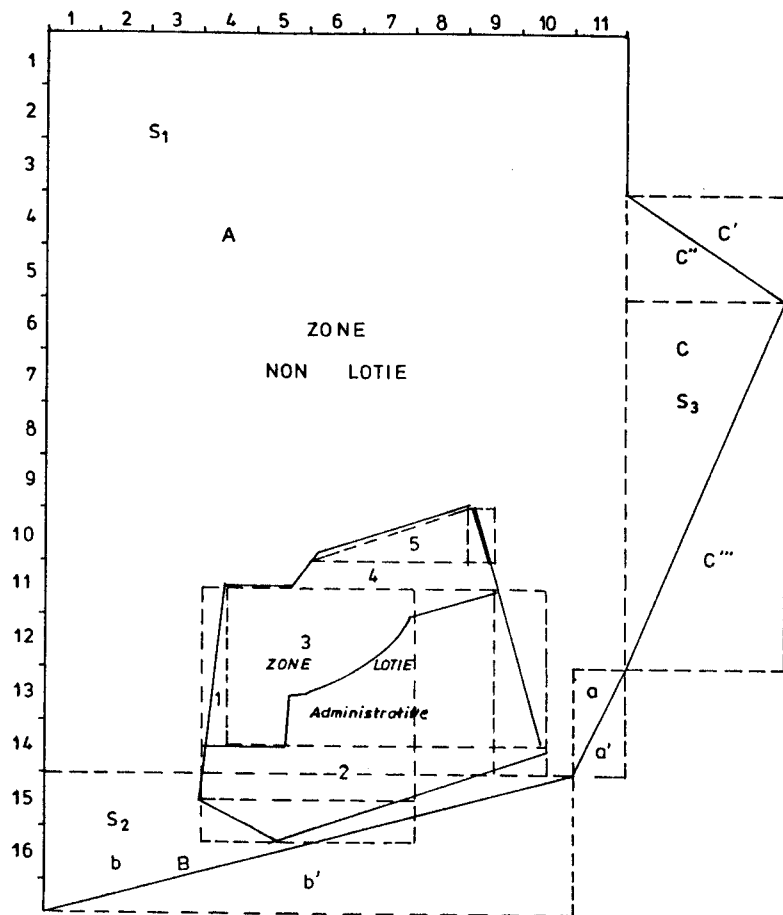 1 2 3 4 5 6 7 8 9 10 11
1
2
S₁
3
4
A
C'
C''
5
6
ZONE
C
7
NON LOTIE
S₃
8
9
10
5
11
4
C'''
12
3
ZONE LOTIE
13
1
a
Administrative
14
a'
2
15
S₂
16
b B
b'